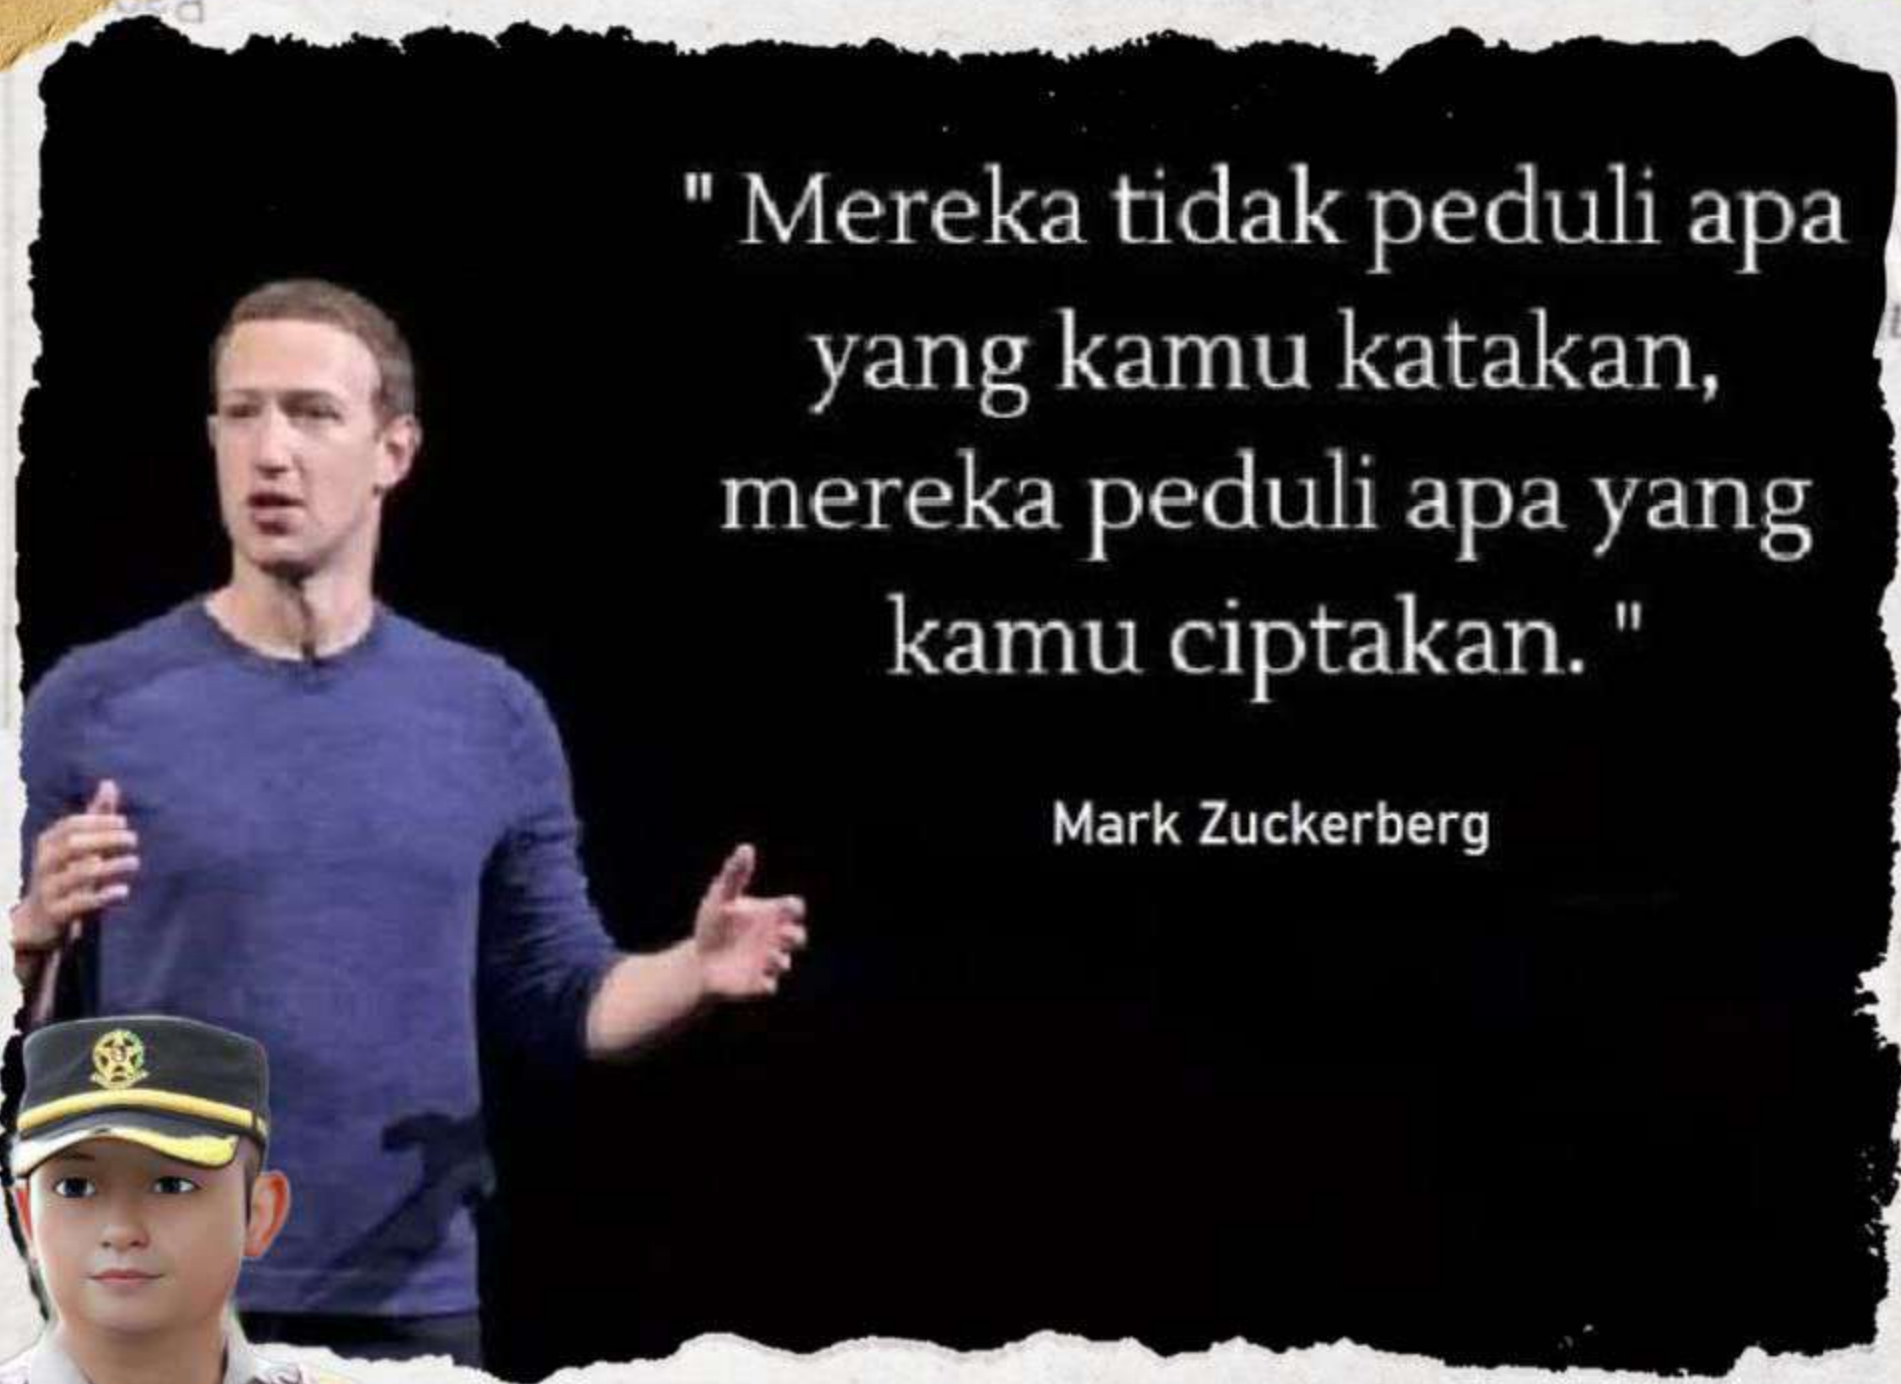 " Mereka tidak peduli apa
yang kamu katakan,
mereka peduli apa yang
kamu ciptakan. "
Mark Zuckerberg